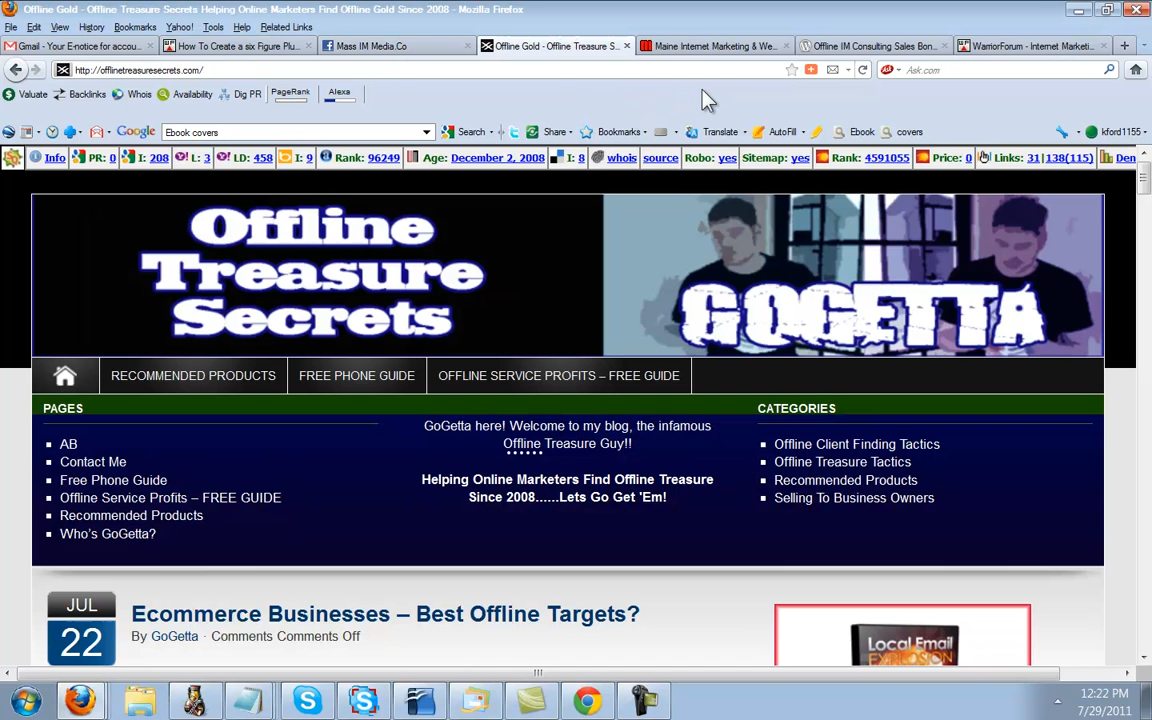 Offline Gold - Offline Treasure Secrets Helping Online Marketers Find Offline Gold Since 2008 - Mozilla Firefox
File Edit View History Bookmarks Yahoo! Tools Help Related Links
Gmail - Your E-notice for accou... How To Create a six Figure Plu... Mass IM Media.Co Offline Gold - Offline Treasure S... Maine Internet Marketing & We... Offline IM Consulting Sales Bon... WarriorForum - Internet Marketi...
http://offlinetreasuresecrets.com/ Ask.com
Valuate Backlinks Whois Availability Dig PR PageRank Alexa
Google Ebook covers Search Share Bookmarks Translate AutoFill Ebook covers kford1155
Info PR: 0 I: 208 L: 3 LD: 458 I: 9 Rank: 96249 Age: December 2, 2008 I: 8 whois source Robo: yes Sitemap: yes Rank: 4591055 Price: 0 Links: 31|138(115) Den
Offline
Treasure
Secrets
GOGETTA
RECOMMENDED PRODUCTS FREE PHONE GUIDE OFFLINE SERVICE PROFITS – FREE GUIDE
PAGES
AB
Contact Me
Free Phone Guide
Offline Service Profits – FREE GUIDE
Recommended Products
Who's GoGetta?
GoGetta here! Welcome to my blog, the infamous
Offline Treasure Guy!!
Helping Online Marketers Find Offline Treasure
Since 2008......Lets Go Get 'Em!
CATEGORIES
Offline Client Finding Tactics
Offline Treasure Tactics
Recommended Products
Selling To Business Owners
JUL
22
Ecommerce Businesses – Best Offline Targets?
By GoGetta · Comments Comments Off
Local Email
EXPLOSION
12:22 PM
7/29/2011